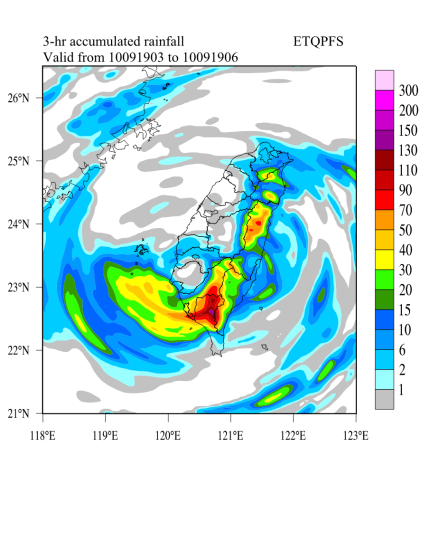 3-hr accumulated rainfall ETQPFS
Valid from 10091903 to 10091906
26°N
25°N
24°N
23°N
22°N
21°N
118°E 119°E 120°E 121°E 122°E 123°E
300
200
150
130
110
90
70
50
40
30
20
15
10
6
2
1